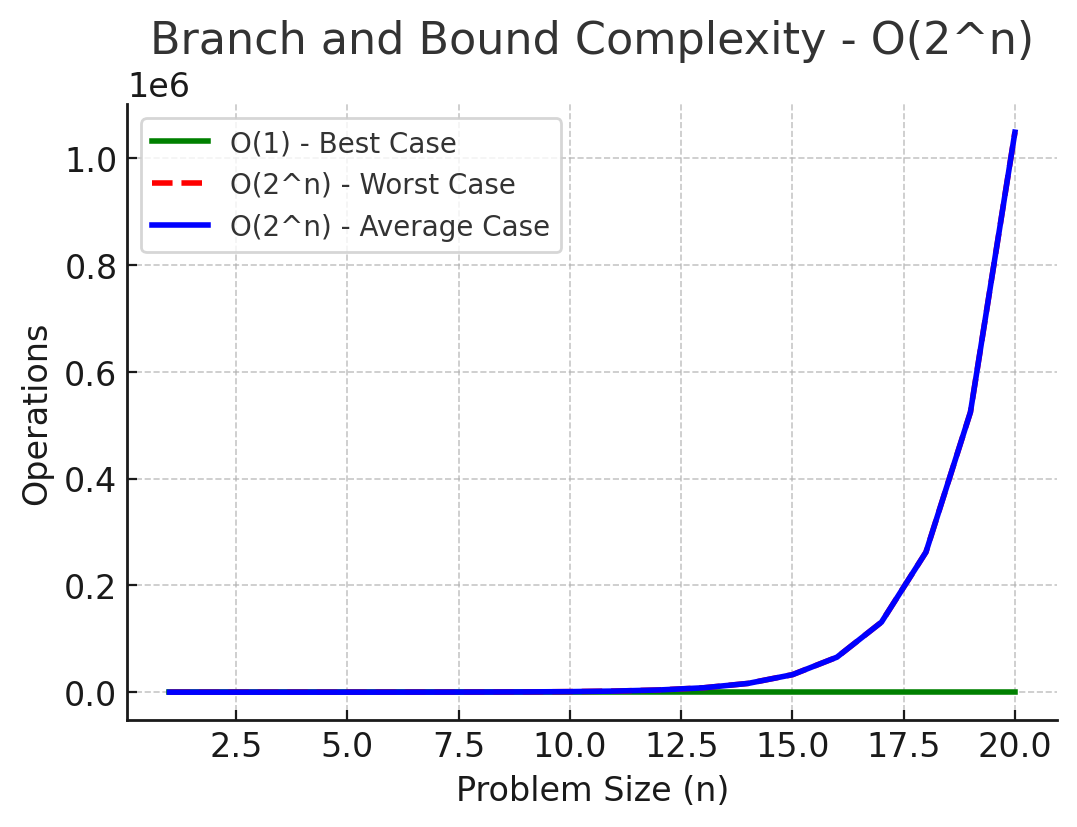 Branch and Bound Complexity - O(2^n)
1e6
O(1) - Best Case
O(2^n) - Worst Case
O(2^n) - Average Case
1.0
0.8
0.6
0.4
0.2
0.0
Operations
2.5 5.0 7.5 10.0 12.5 15.0 17.5 20.0
Problem Size (n)